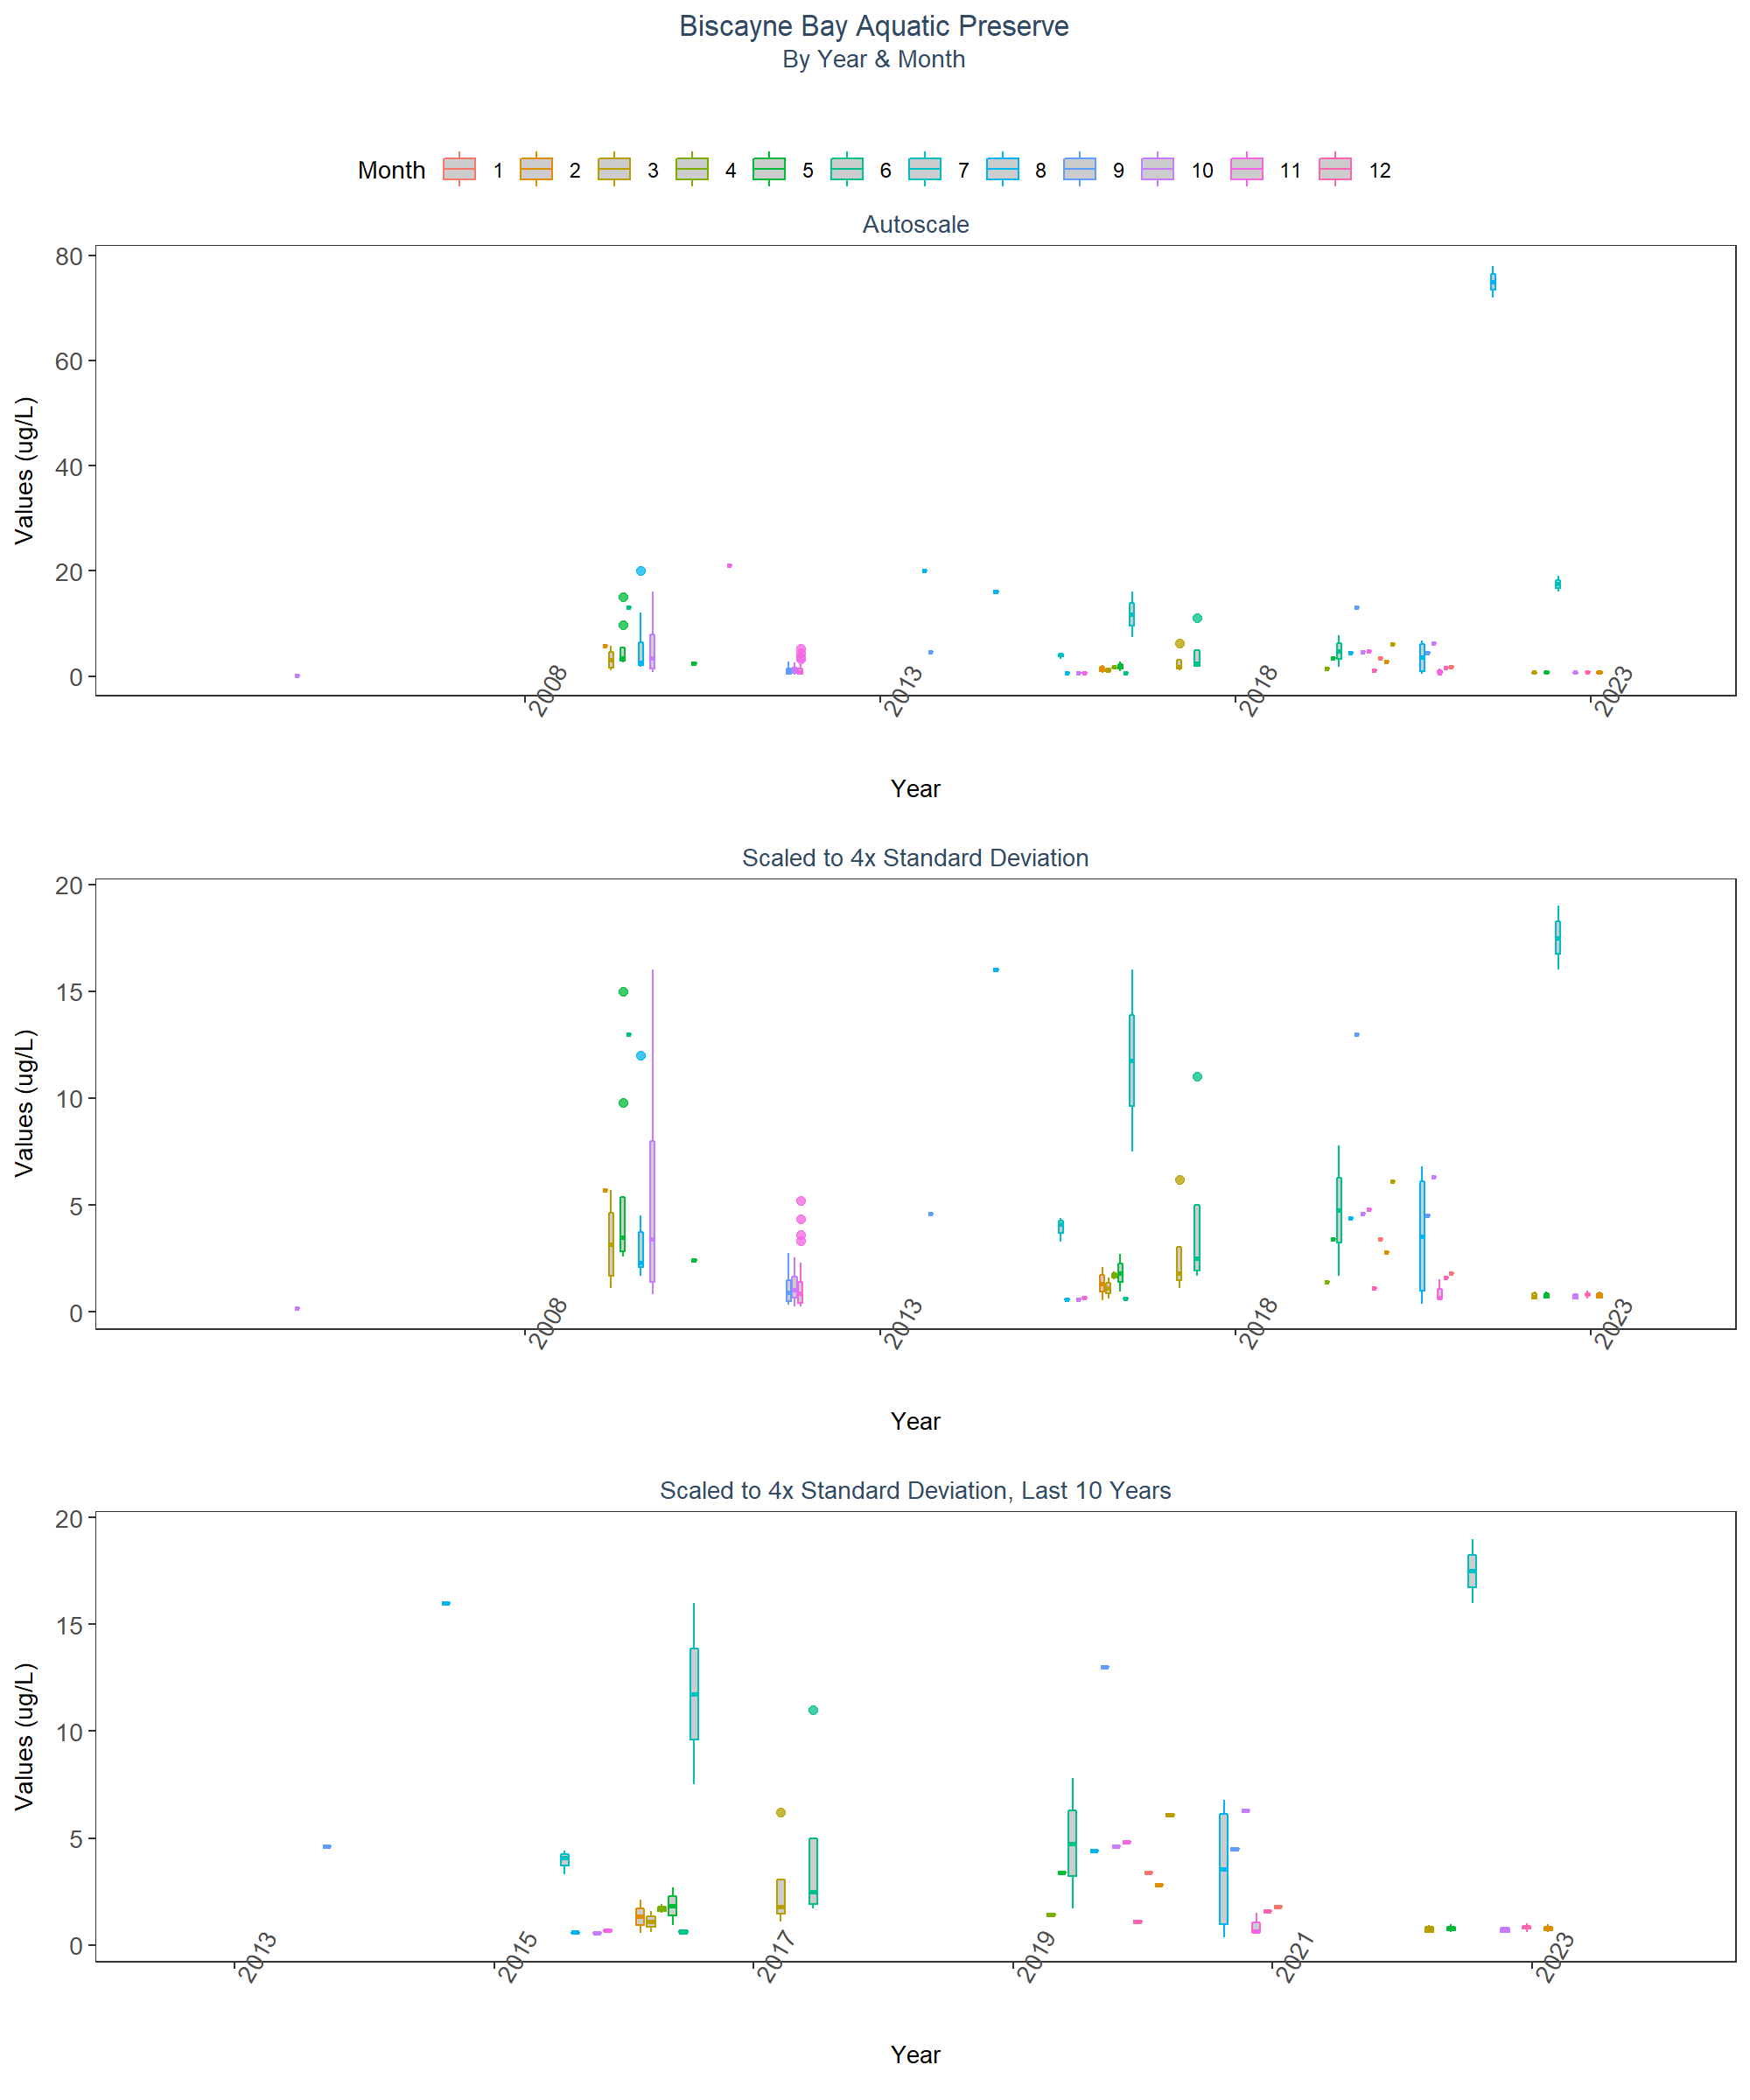 Biscayne Bay Aquatic Preserve
By Year & Month
Month 1 2 3 4 5 6 7 8 9 10 11 12
Autoscale
80
60
40
20
0
Values (ug/L)
2008 2013 2018 2023
Year
Scaled to 4x Standard Deviation
20
15
10
5
0
Values (ug/L)
2008 2013 2018 2023
Year
Scaled to 4x Standard Deviation, Last 10 Years
20
15
10
5
0
Values (ug/L)
2013 2015 2017 2019 2021 2023
Year